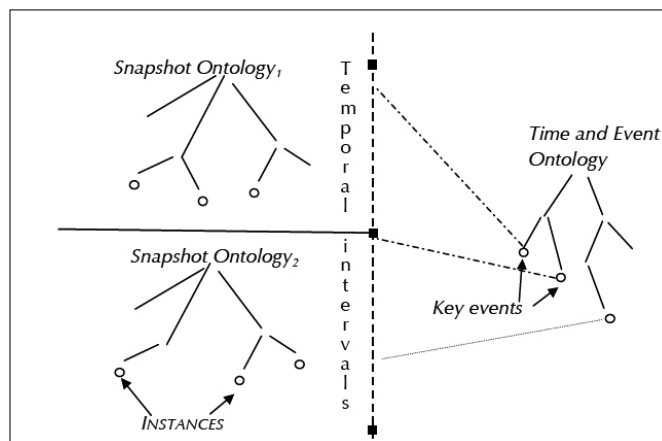 Snapshot Ontology1
Temporal intervals
Time and Event
Ontology
Snapshot Ontology2
Key events
INSTANCES